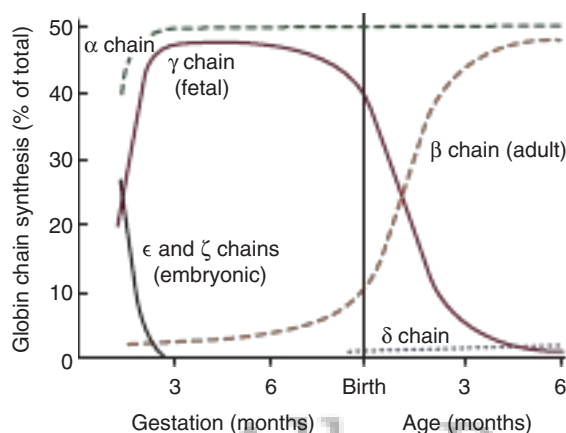 Globin chain synthesis (% of total)
50
40
30
20
10
0
α chain
γ chain
(fetal)
β chain (adult)
ϵ and ζ chains
(embryonic)
δ chain
3 6 Birth 3 6
Gestation (months) Age (months)